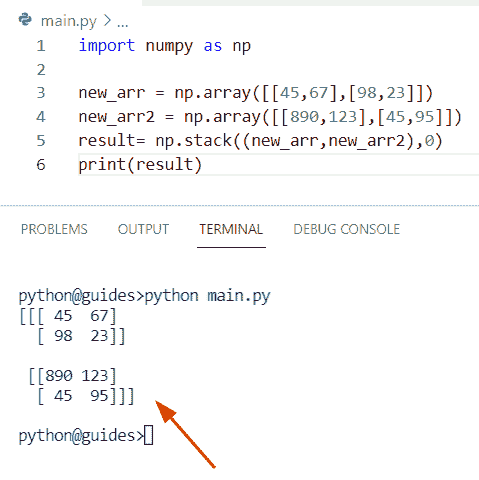 main.py > ...
1 import numpy as np
2
3 new_arr = np.array([[45,67],[98,23]])
4 new_arr2 = np.array([[890,123],[45,95]])
5 result= np.stack((new_arr,new_arr2),0)
6 print(result)
PROBLEMS OUTPUT TERMINAL DEBUG CONSOLE
python@guides>python main.py
[[[ 45  67]
  [ 98  23]]
 [[890 123]
  [ 45  95]]]
python@guides>